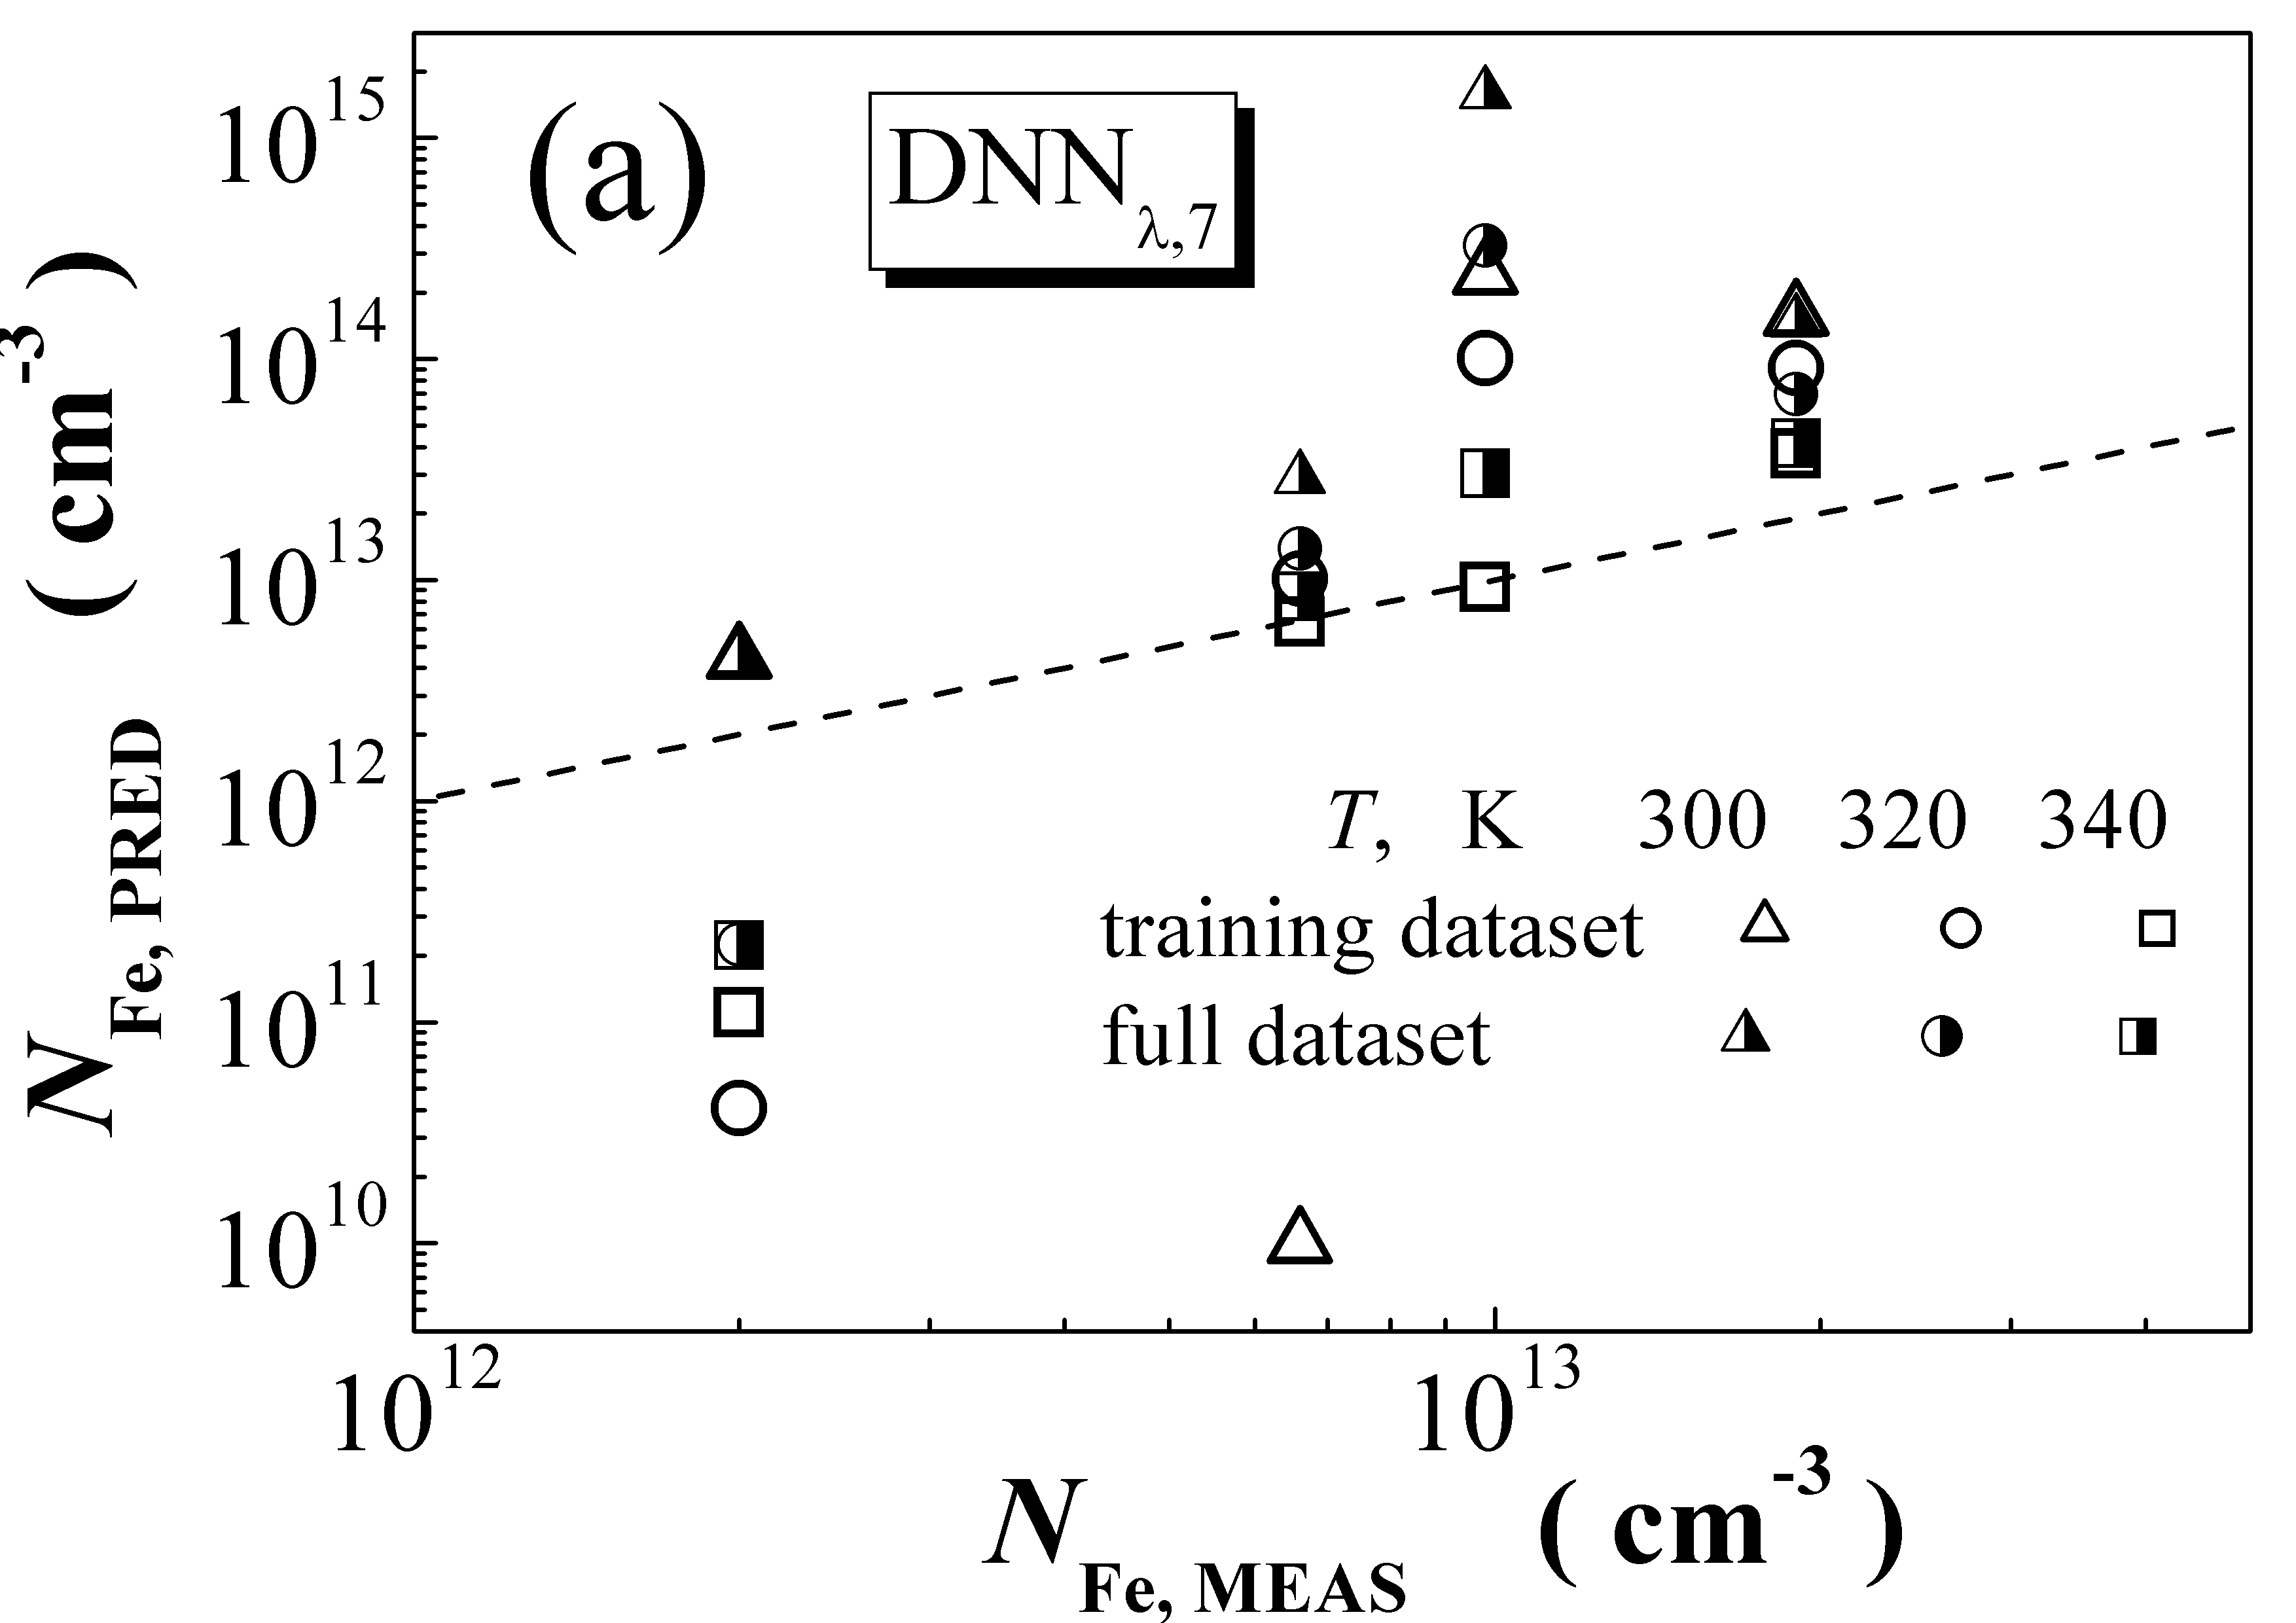 (a)
DNN_λ,7
10^15
10^14
10^13
10^12
10^11
10^10
N_Fe, PRED (cm^-3)
T, K 300 320 340
training dataset
full dataset
10^12 10^13
N_Fe, MEAS (cm^-3)